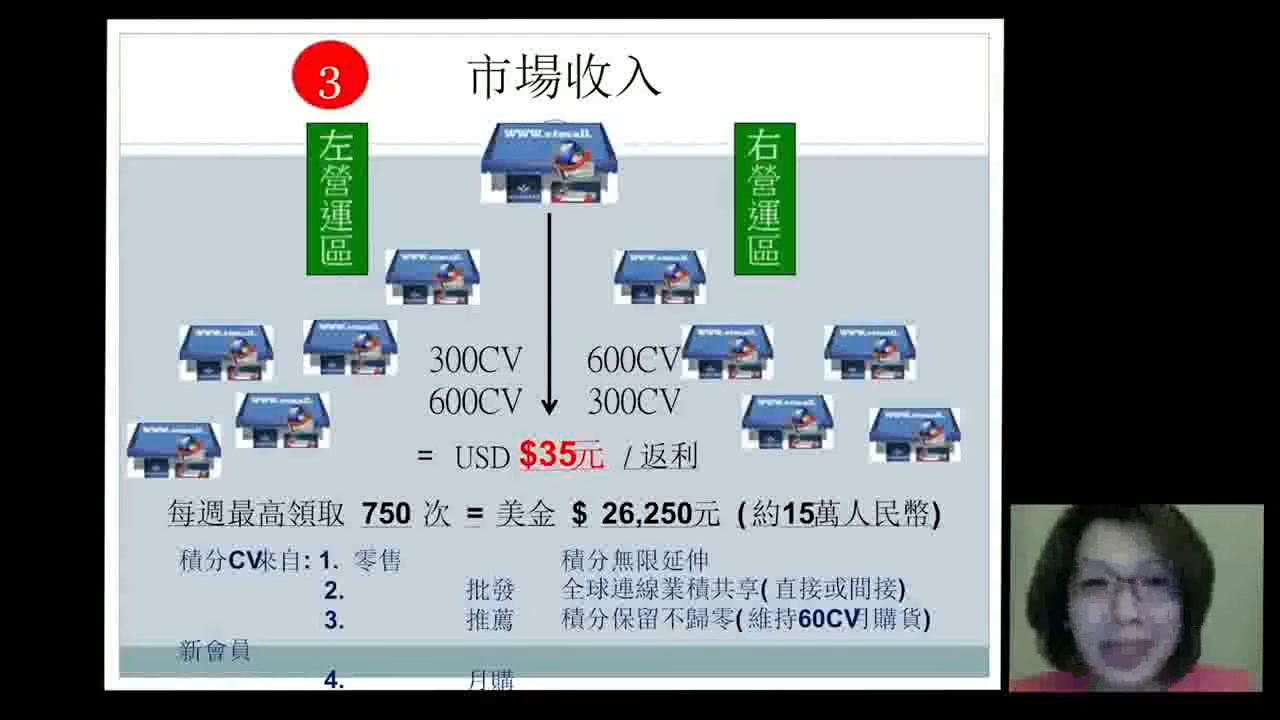 3 市場收入
左營運區
右營運區
300CV 600CV
600CV 300CV
= USD $35元 /返利
每週最高領取 750 次 = 美金 $ 26,250元 (約15萬人民幣)
積分CV來自: 1. 零售 積分無限延伸
2. 批發 全球連線業績共享( 直接或間接)
3. 推薦 積分保留不歸零( 維持60CV月購貨)
新會員
4. 月購